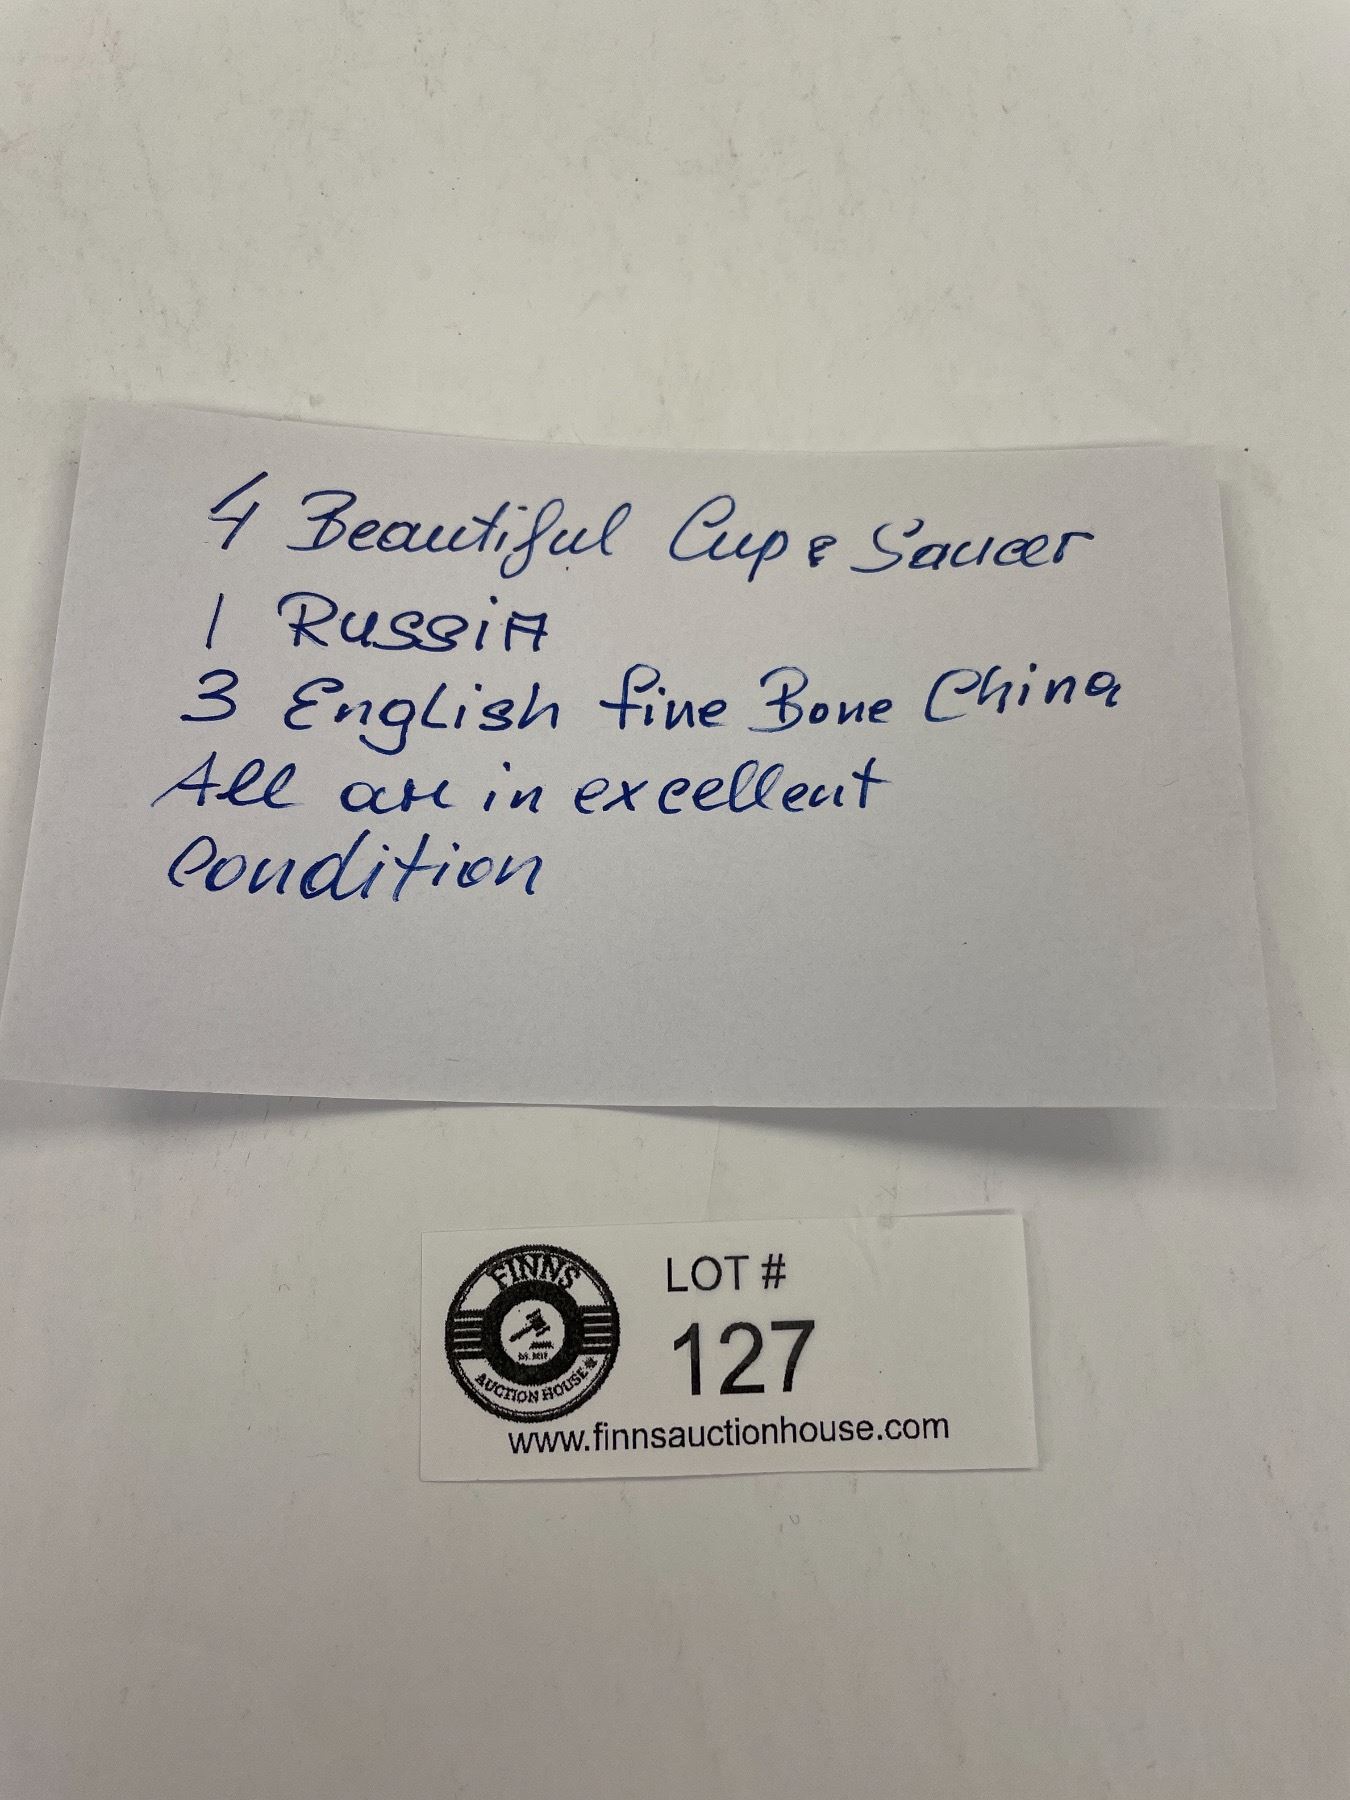 4 Beautiful Cup & Saucer
1 RussiA
3 English fine Bone China
All are in excellent
Condition
FINNS
AUCTION HOUSE
LOT #
127
www.finnsauctionhouse.com